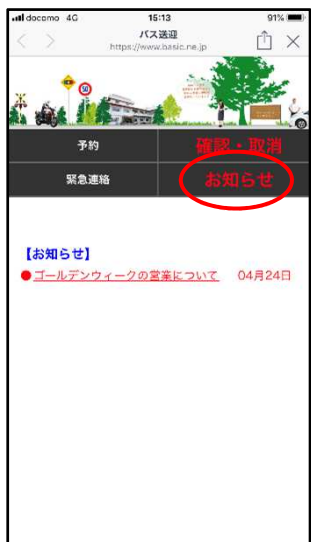 docomo 4G 15:13 91%
バス送迎
https://www.basic.ne.jp
予約 確認・取消
緊急連絡 お知らせ
【お知らせ】
●ゴールデンウィークの営業について 04月24日